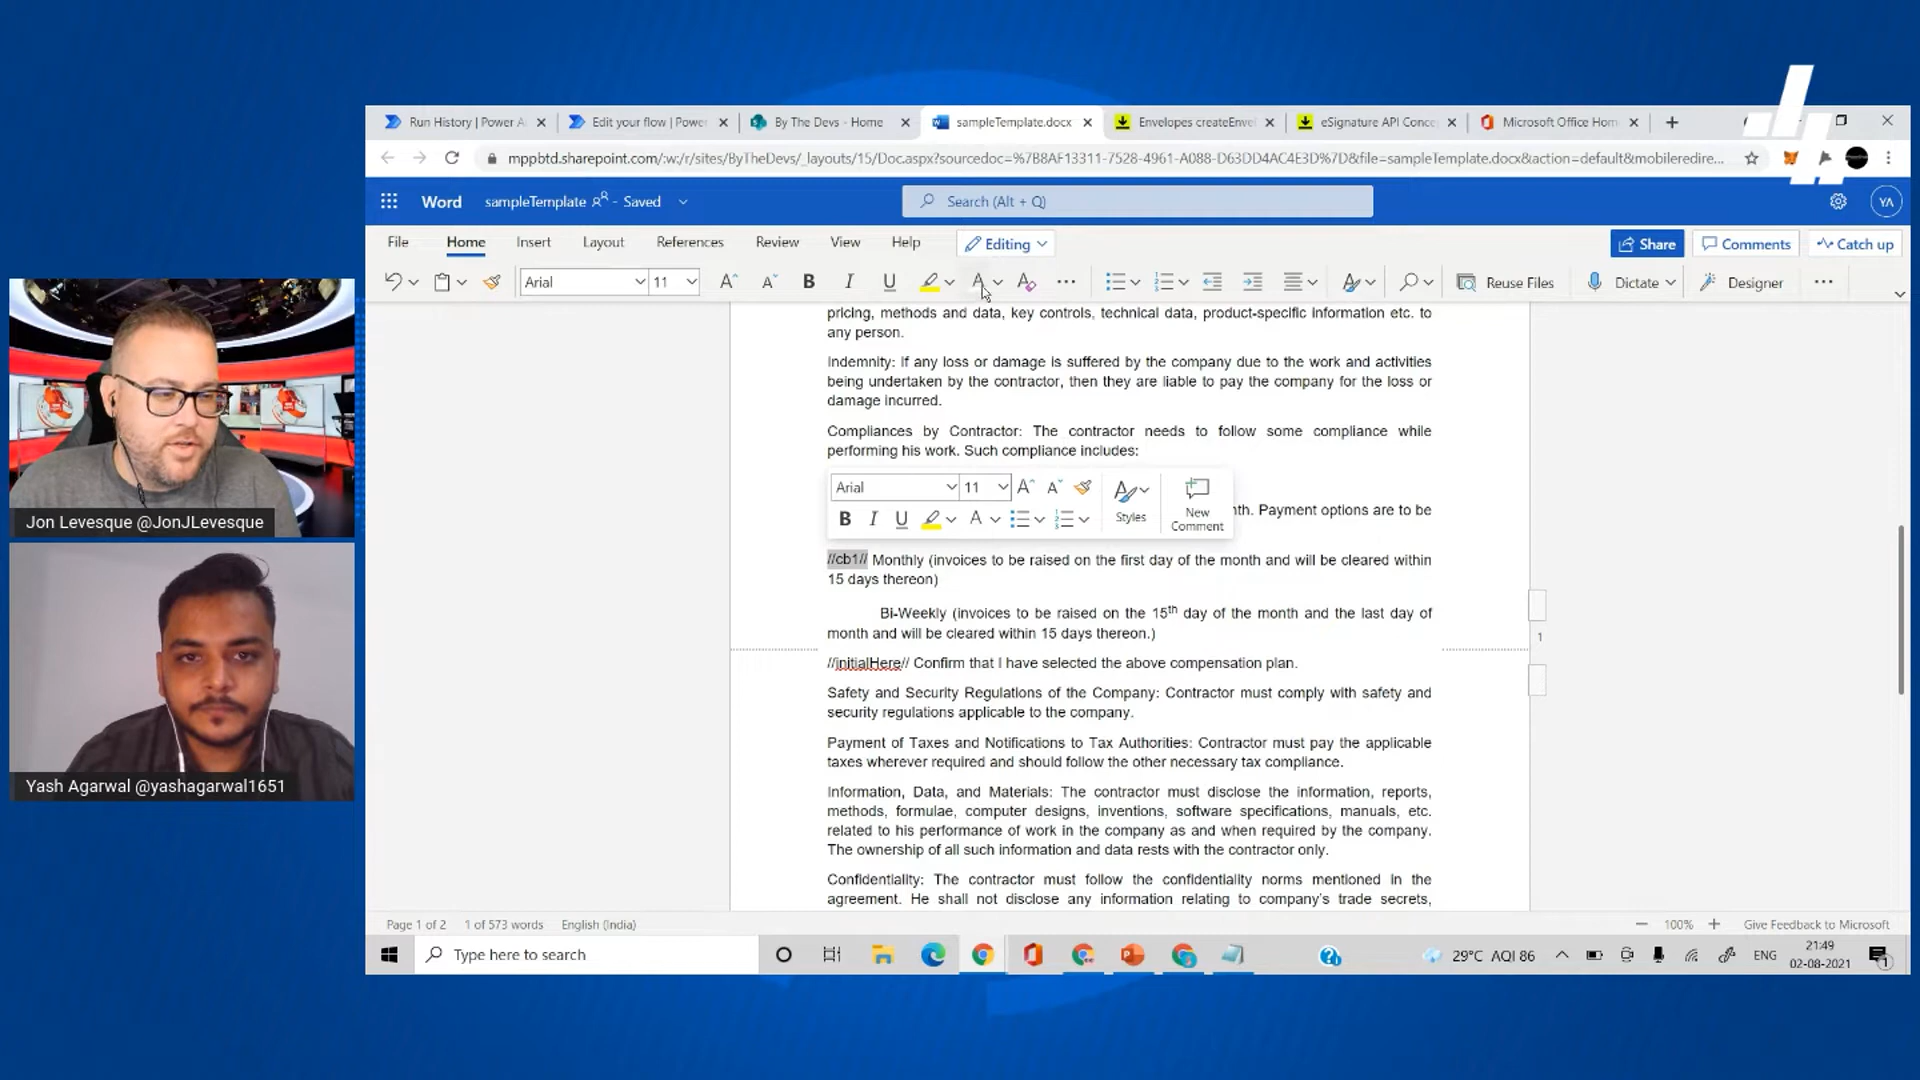 Run History | Power A
Edit your flow | Power
By The Devs - Home
sampleTemplate.docx
Envelopes createEnvel
eSignature API Conce
Microsoft Office Hom
mppbtd.sharepoint.com/:w:/r/sites/ByTheDevs/_layouts/15/Doc.aspx?sourcedoc=%7B8AF13311-7528-4961-A088-D63DD4AC4E3D%7D&file=sampleTemplate.docx&action=default&mobileredire...
Word
sampleTemplate - Saved
Search (Alt + Q)
YA
File
Home
Insert
Layout
References
Review
View
Help
Editing
Share
Comments
Catch up
Arial
11
B
I
U
Reuse Files
Dictate
Designer
pricing, methods and data, key controls, technical data, product-specific information etc. to
any person.
Indemnity: If any loss or damage is suffered by the company due to the work and activities
being undertaken by the contractor, then they are liable to pay the company for the loss or
damage incurred.
Compliances by Contractor: The contractor needs to follow some compliance while
performing his work. Such compliance includes:
Arial
11
B
I
U
Styles
New
Comment
nth. Payment options are to be
//cb1// Monthly (invoices to be raised on the first day of the month and will be cleared within
15 days thereon)
Bi-Weekly (invoices to be raised on the 15th day of the month and the last day of
month and will be cleared within 15 days thereon.)
1
//initialHere// Confirm that I have selected the above compensation plan.
Safety and Security Regulations of the Company: Contractor must comply with safety and
security regulations applicable to the company.
Payment of Taxes and Notifications to Tax Authorities: Contractor must pay the applicable
taxes wherever required and should follow the other necessary tax compliance.
Information, Data, and Materials: The contractor must disclose the information, reports,
methods, formulae, computer designs, inventions, software specifications, manuals, etc.
related to his performance of work in the company as and when required by the company.
The ownership of all such information and data rests with the contractor only.
Confidentiality: The contractor must follow the confidentiality norms mentioned in the
agreement. He shall not disclose any information relating to company's trade secrets,
Page 1 of 2
1 of 573 words
English (India)
100%
Give Feedback to Microsoft
Type here to search
29°C AQI 86
ENG
21:49
02-08-2021
1
Jon Levesque @JonJLevesque
Yash Agarwal @yashagarwal1651